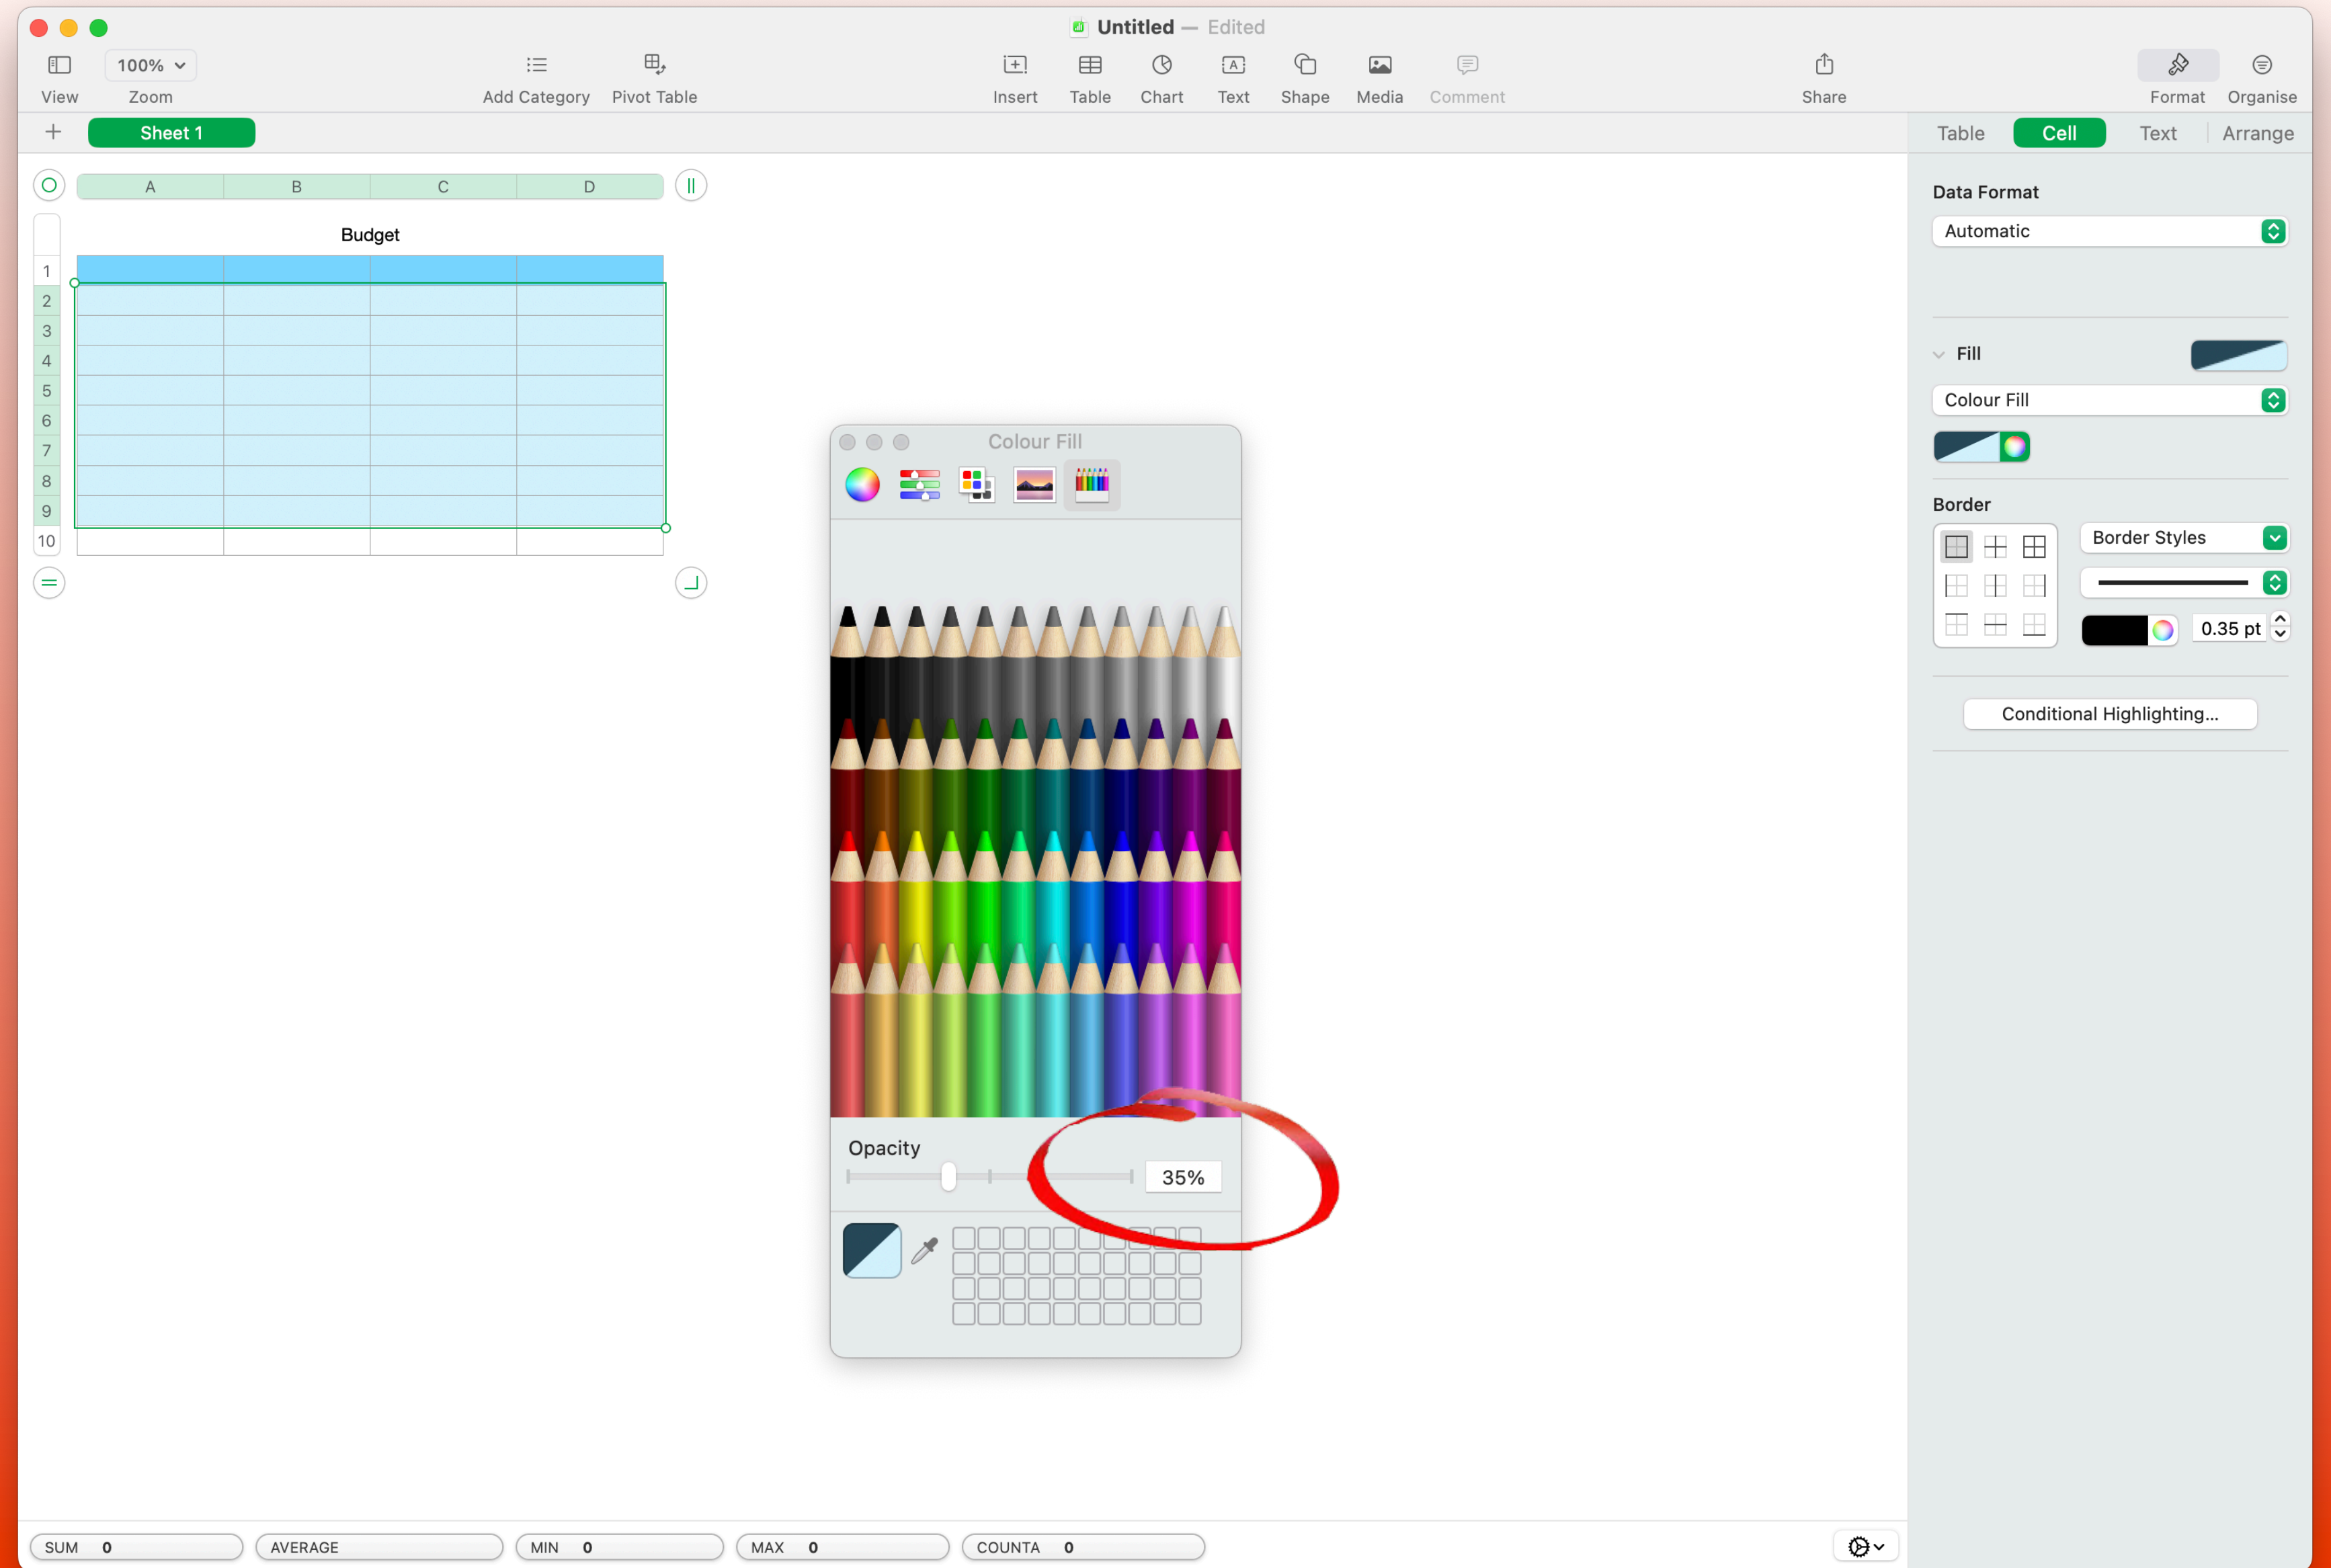 Untitled — Edited
100%
View Zoom Add Category Pivot Table Insert Table Chart Text Shape Media Comment Share Format Organise
Sheet 1
Table Cell Text Arrange
A B C D
Budget
1
2
3
4
5
6
7
8
9
10
Data Format
Automatic
Fill
Colour Fill
Border
Border Styles
0.35 pt
Conditional Highlighting...
Colour Fill
Opacity
35%
SUM 0 AVERAGE MIN 0 MAX 0 COUNTA 0